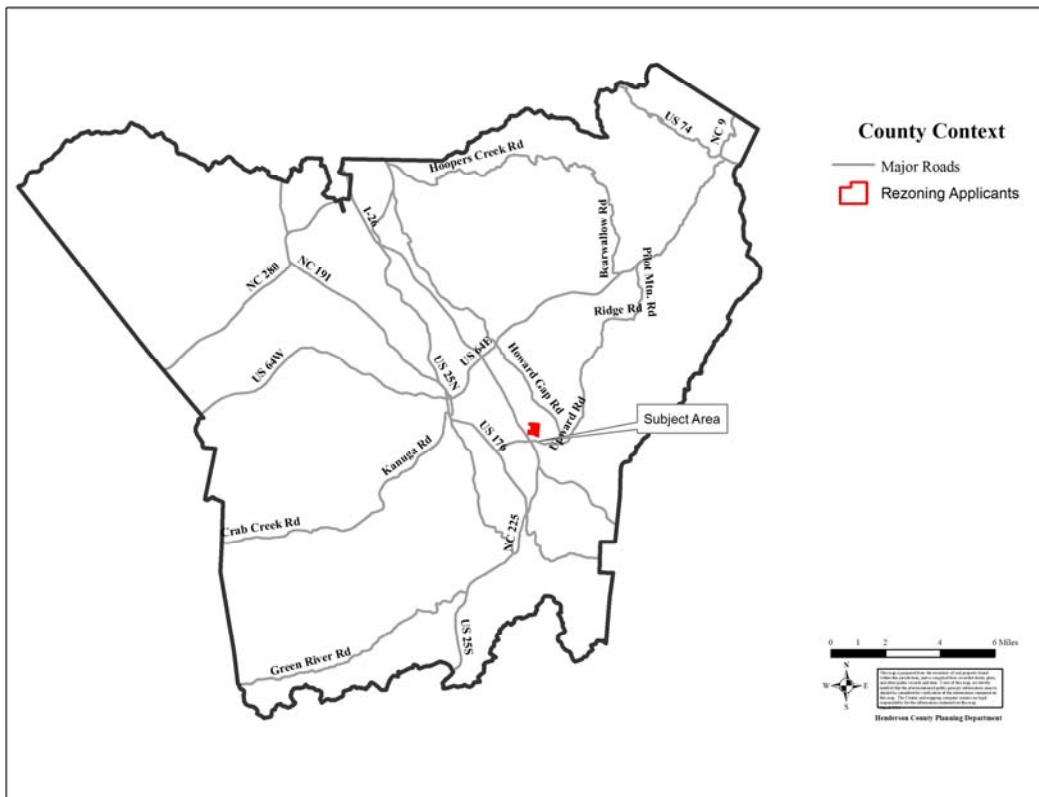 US 74
NC 9
County Context
Major Roads
Rezoning Applicants
Hoopers Creek Rd
I-26
Bearwallow Rd
NC 280
NC 191
Pilot Mtn. Rd
Ridge Rd
US 64W
US 25N
US 64E
Howard Gap Rd
Upward Rd
Subject Area
US 176
Kanuga Rd
Crab Creek Rd
NC 225
Green River Rd
US 25S
0 1 2 4 6 Miles
N
W E
S
Henderson County Planning Department